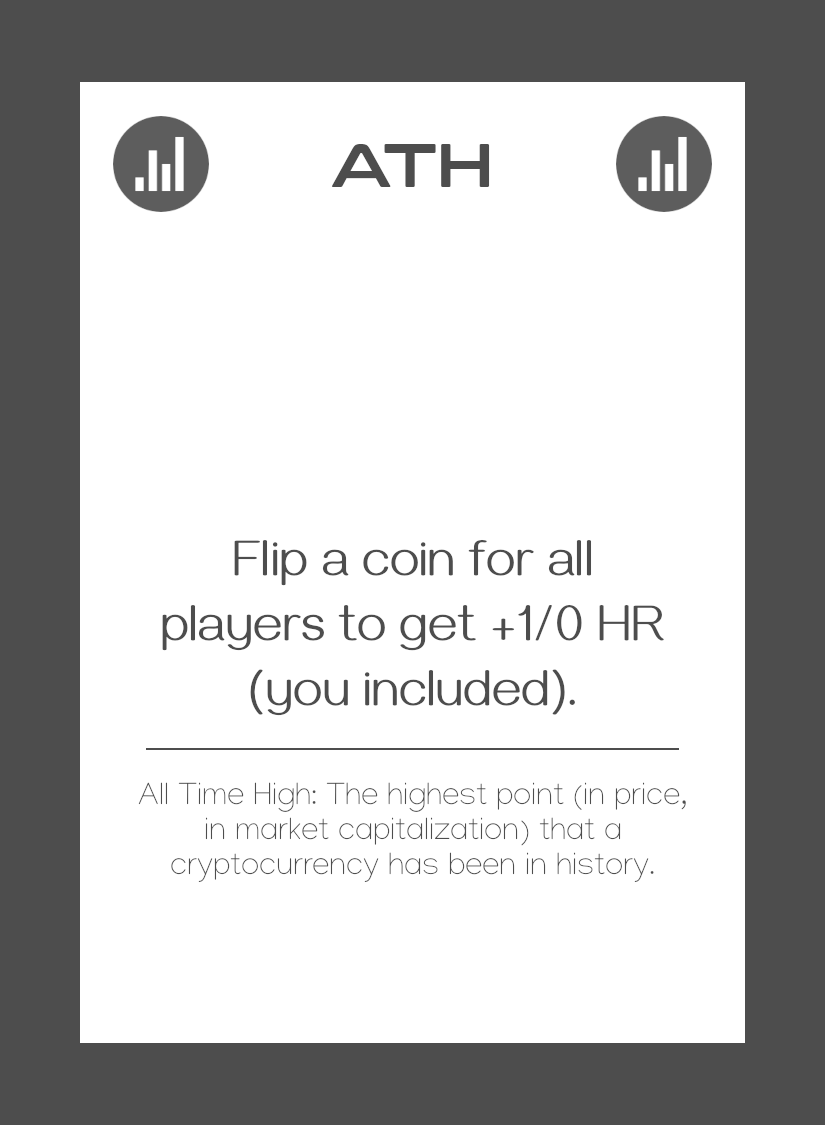 ATH
Flip a coin for all
players to get +1/0 HR
(you included).
All Time High: The highest point (in price,
in market capitalization) that a
cryptocurrency has been in history.